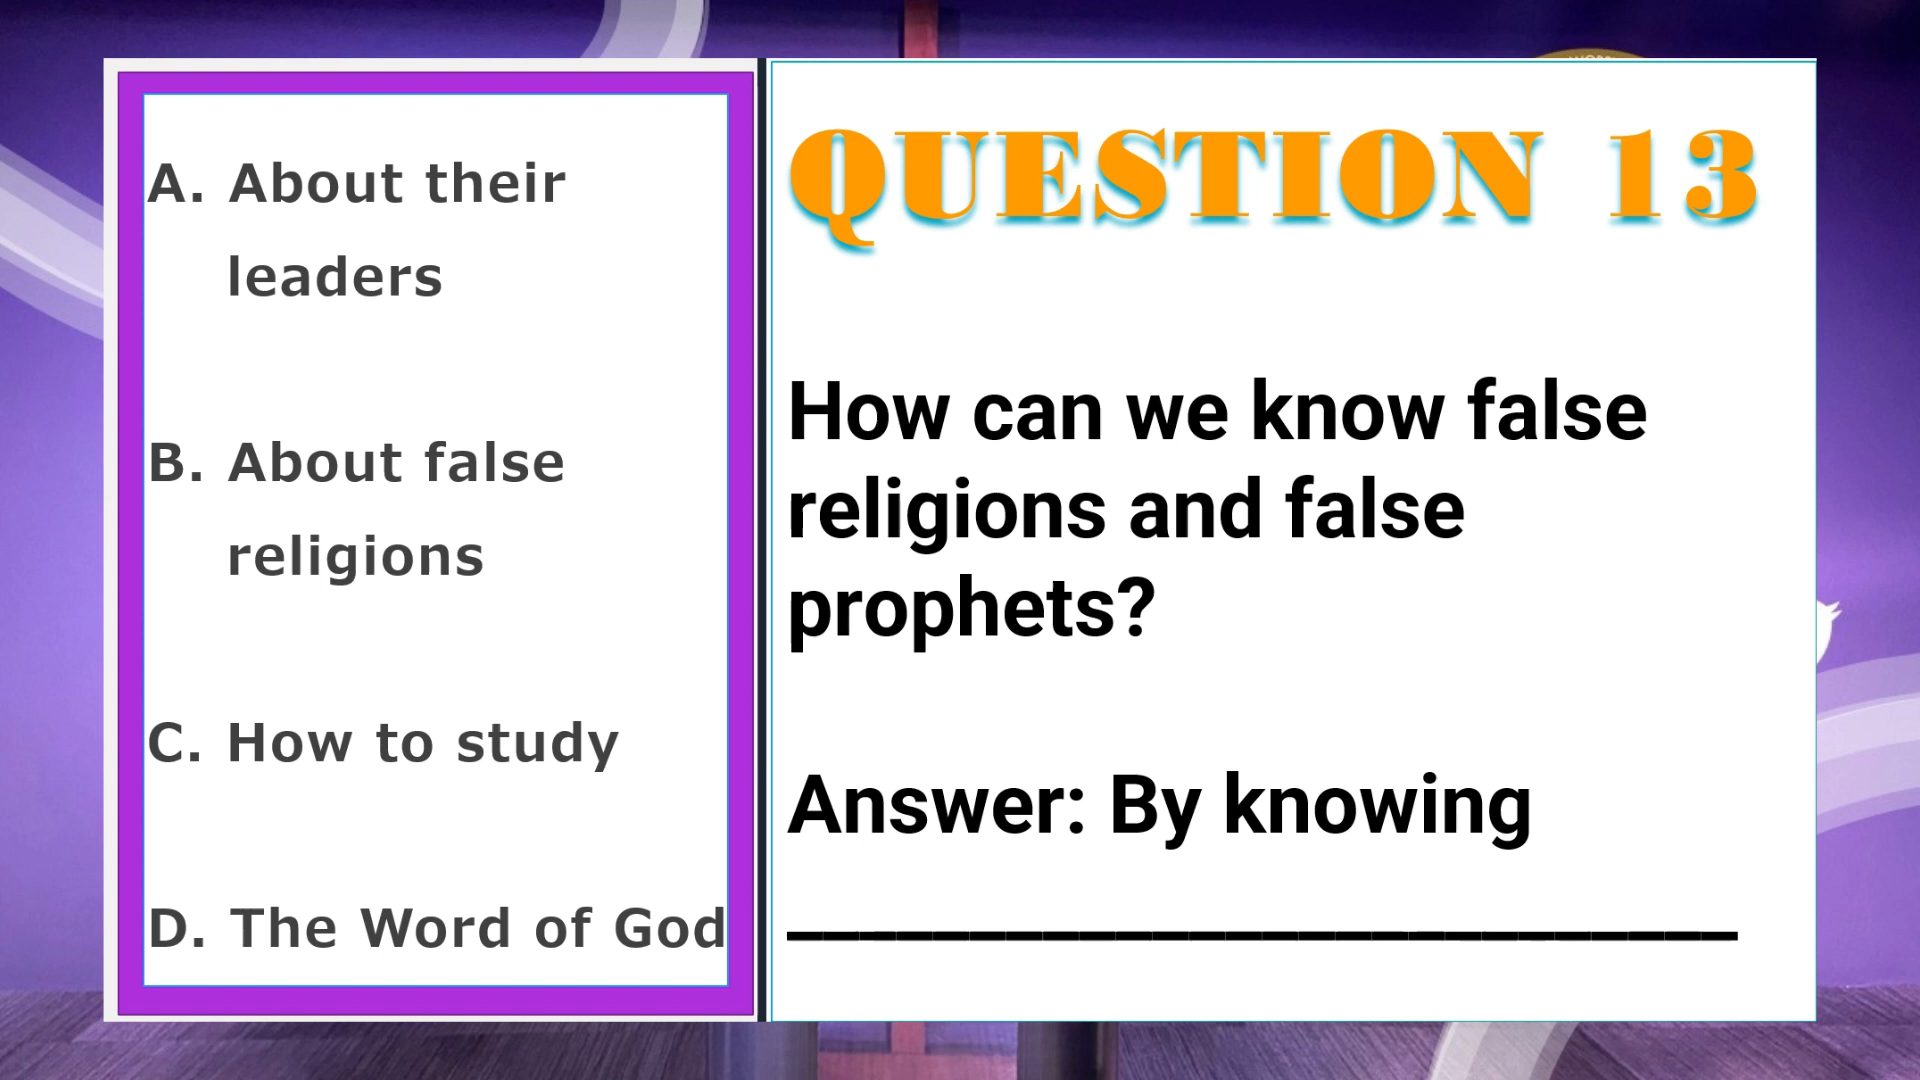 A. About their
leaders
B. About false
religions
C. How to study
D. The Word of God
QUESTION 13
How can we know false
religions and false
prophets?
Answer: By knowing
__________________________